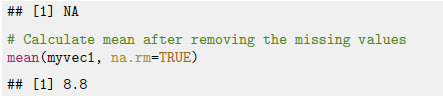 ## [1] NA
# Calculate mean after removing the missing values
mean(myvec1, na.rm=TRUE)
## [1] 8.8